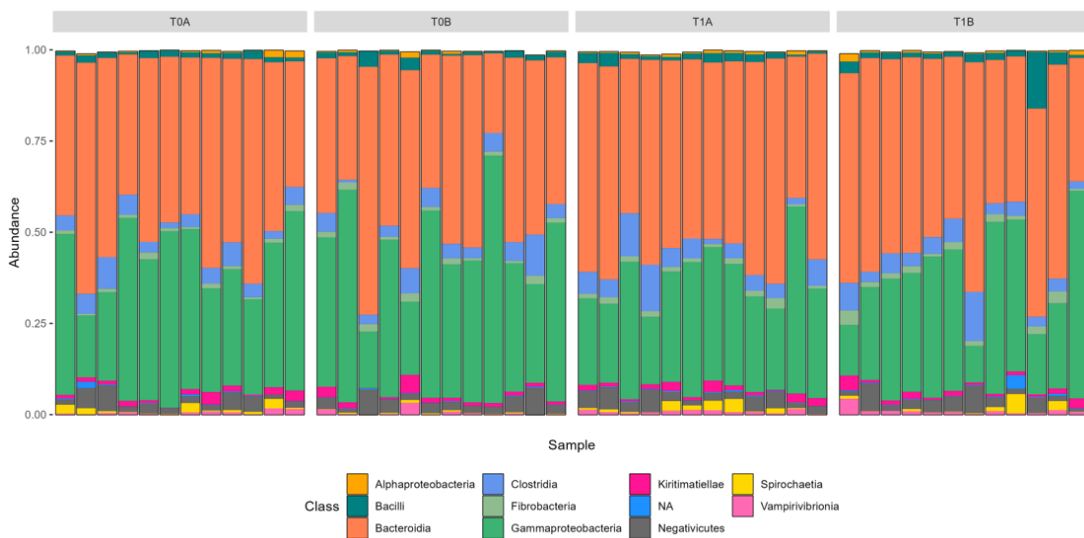 T0A T0B T1A T1B
1.00
0.75
0.50
0.25
0.00
Abundance
Sample
Class
Alphaproteobacteria Clostridia Kiritimatiellae Spirochaetia
Bacilli Fibrobacteria NA Vampirivibrionia
Bacteroidia Gammaproteobacteria Negativicutes